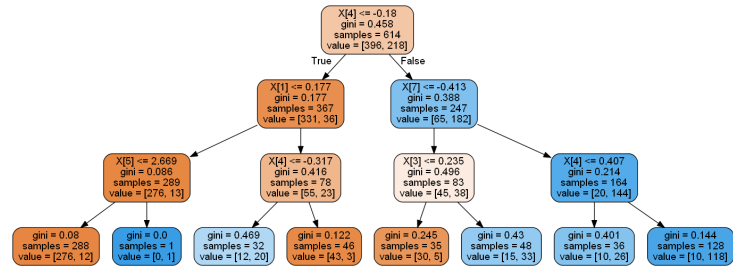 X[4] <= -0.18
gini = 0.458
samples = 614
value = [396, 218]
True
False
X[1] <= 0.177
gini = 0.177
samples = 367
value = [331, 36]
X[7] <= -0.413
gini = 0.388
samples = 247
value = [65, 182]
X[5] <= 2.669
gini = 0.086
samples = 289
value = [276, 13]
X[4] <= -0.317
gini = 0.416
samples = 78
value = [55, 23]
X[3] <= 0.235
gini = 0.496
samples = 83
value = [45, 38]
X[4] <= 0.407
gini = 0.214
samples = 164
value = [20, 144]
gini = 0.08
samples = 288
value = [276, 12]
gini = 0.0
samples = 1
value = [0, 1]
gini = 0.469
samples = 32
value = [12, 20]
gini = 0.122
samples = 46
value = [43, 3]
gini = 0.245
samples = 35
value = [30, 5]
gini = 0.43
samples = 48
value = [15, 33]
gini = 0.401
samples = 36
value = [10, 26]
gini = 0.144
samples = 128
value = [10, 118]